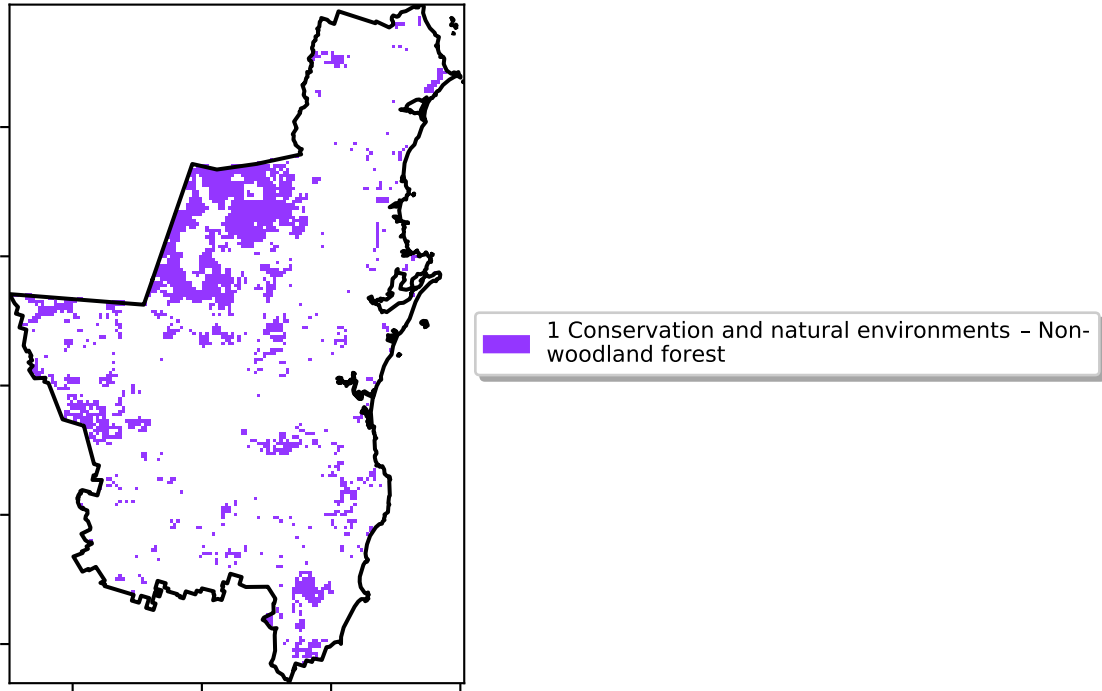 1 Conservation and natural environments – Non-
woodland forest